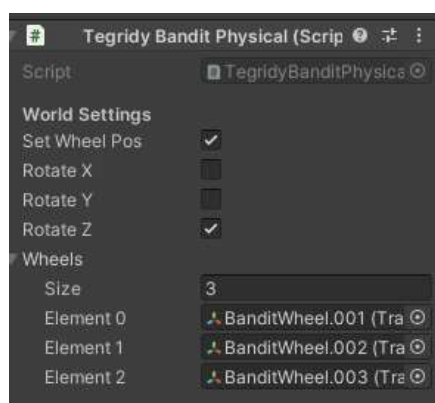 # Tegridy Bandit Physical (Scrip
Script TegridyBanditPhysica
World Settings
Set Wheel Pos
Rotate X
Rotate Y
Rotate Z
Wheels
Size 3
Element 0 BanditWheel.001 (Tra
Element 1 BanditWheel.002 (Tra
Element 2 BanditWheel.003 (Tra